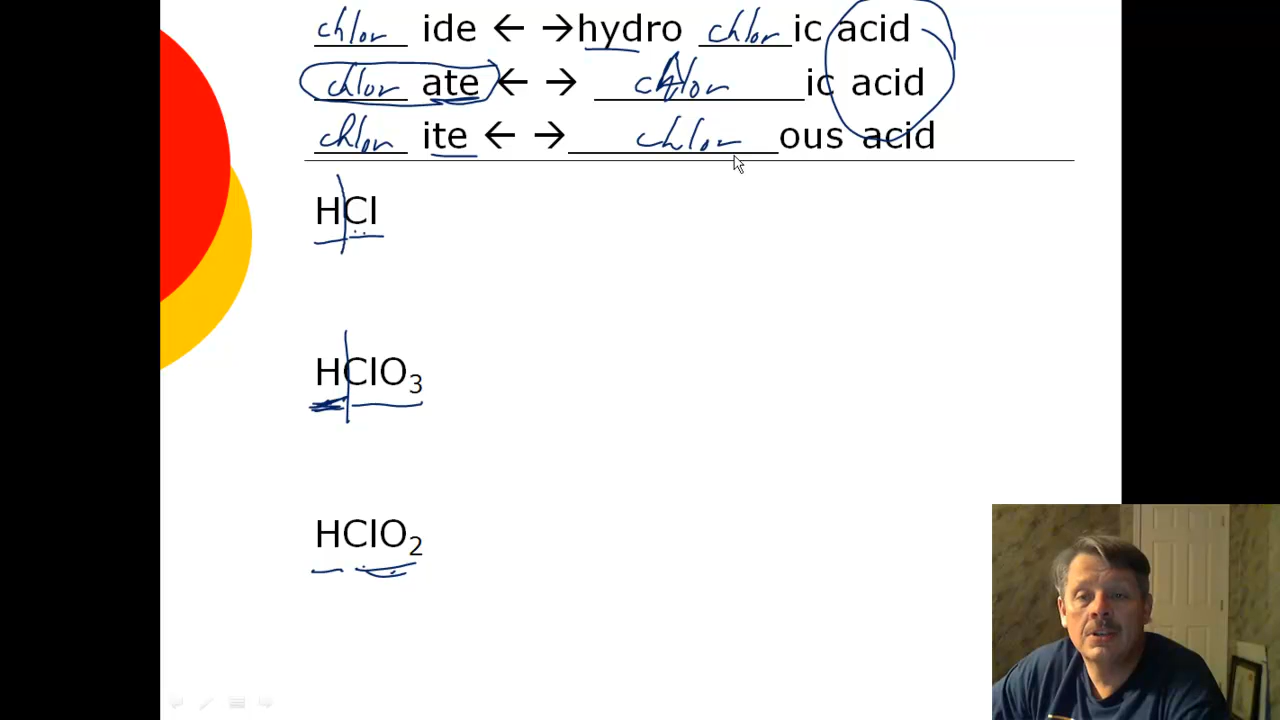 chlor ide ← → hydro chlor ic acid
chlor ate ← → chlor ic acid
chlor ite ← → chlor ous acid
HCl
HClO₃
HClO₂